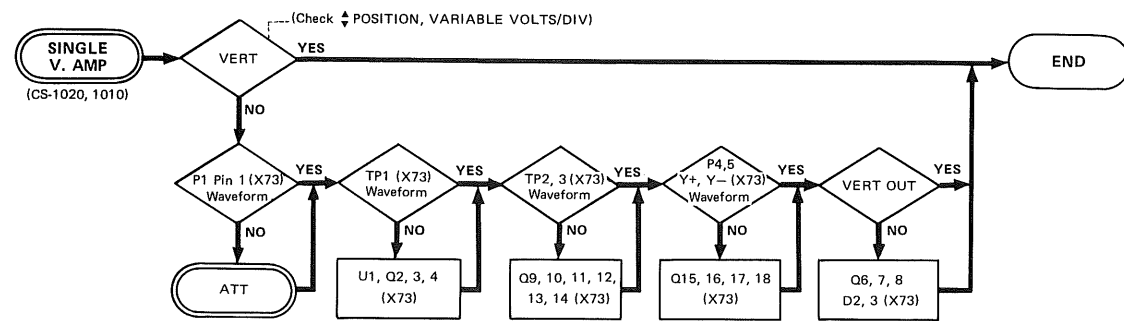 (Check ▲▼ POSITION, VARIABLE VOLTS/DIV)
SINGLE
V. AMP
(CS-1020, 1010)
VERT
YES
END
NO
P1 Pin 1 (X73)
Waveform
YES
TP1 (X73)
Waveform
YES
TP2, 3 (X73)
Waveform
YES
P4,5
Y+, Y– (X73)
Waveform
YES
VERT OUT
YES
NO
NO
NO
NO
NO
ATT
U1, Q2, 3, 4
(X73)
Q9, 10, 11, 12,
13, 14 (X73)
Q15, 16, 17, 18
(X73)
Q6, 7, 8
D2, 3 (X73)